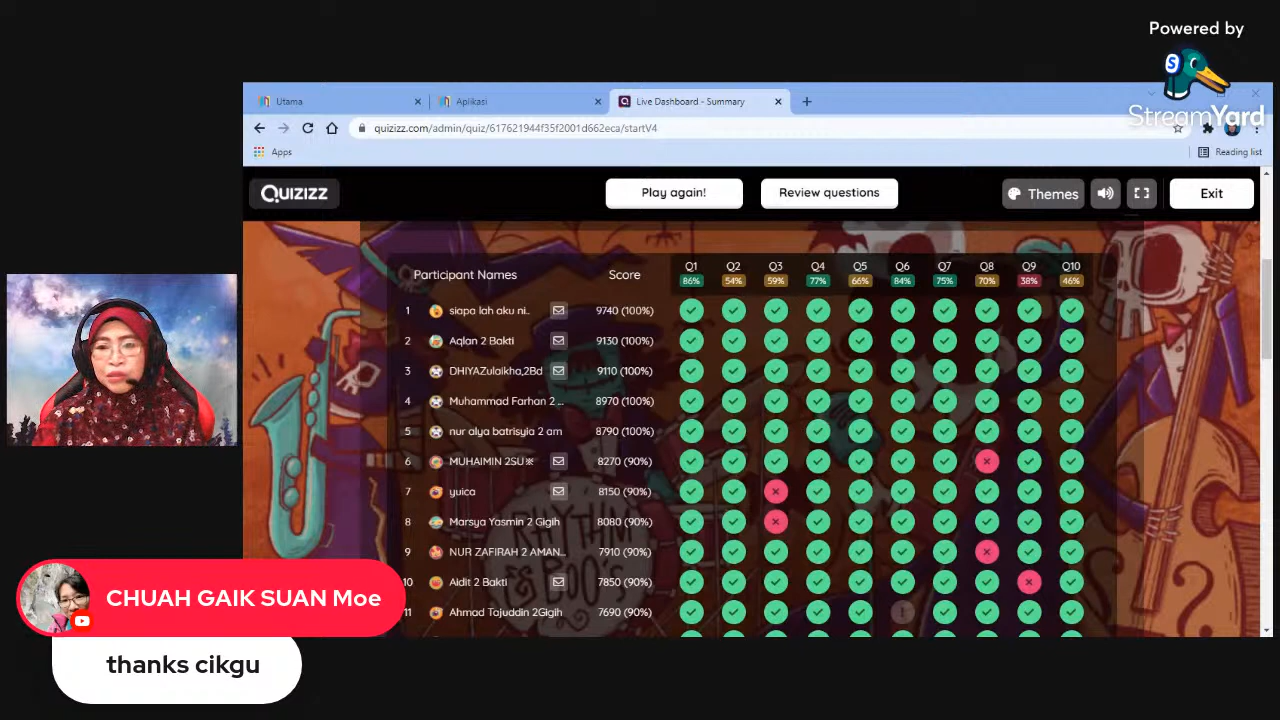 Powered by
StreamYard
Utama
Aplikasi
Live Dashboard - Summary
quizizz.com/admin/quiz/617621944f35f2001d662eca/startV4
Apps
Reading list
QUIZIZZ
Play again!
Review questions
Themes
Exit
Participant Names Score Q1 Q2 Q3 Q4 Q5 Q6 Q7 Q8 Q9 Q10
86% 54% 59% 77% 66% 84% 75% 70% 38% 46%
1 siapa lah aku ni.. 9740 (100%)
2 Aqlan 2 Bakti 9130 (100%)
3 DHIYAZulaikha,2Bd 9110 (100%)
4 Muhammad Farhan 2 ... 8970 (100%)
5 nur alya batrisyia 2 am 8790 (100%)
6 MUHAIMIN 2SU※ 8270 (90%)
7 yuica 8150 (90%)
8 Marsya Yasmin 2 Gigih 8080 (90%)
9 NUR ZAFIRAH 2 AMAN... 7910 (90%)
10 Aidit 2 Bakti 7850 (90%)
11 Ahmad Tajuddin 2Gigih 7690 (90%)
RHYTHM
& BOO'S
CHUAH GAIK SUAN Moe
thanks cikgu